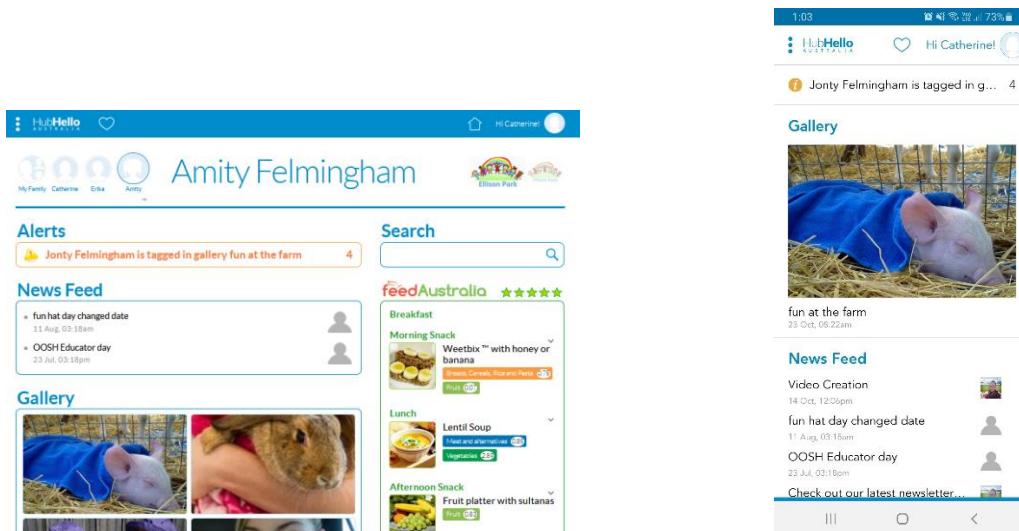 HubHello
AUSTRALIA
Hi Catherine!
My Family
Catherine
Erika
Amity
Amity Felmingham
Ellison Park
Alerts
Jonty Felmingham is tagged in gallery fun at the farm 4
News Feed
fun hat day changed date
11 Aug, 03:18am
OOSH Educator day
23 Jul, 03:18pm
Gallery
Search
feedAustralia
Breakfast
Morning Snack
Weetbix ™ with honey or
banana
Breads, Cereals, Rice and Pasta
Fruit
Lunch
Lentil Soup
Meat and alternatives
Vegetables
Afternoon Snack
Fruit platter with sultanas
Fruit
1:03
73%
HubHello
AUSTRALIA
Hi Catherine!
Jonty Felmingham is tagged in g... 4
Gallery
fun at the farm
23 Oct, 08:22am
News Feed
Video Creation
14 Oct, 12:06pm
fun hat day changed date
11 Aug, 03:18am
OOSH Educator day
23 Jul, 03:18pm
Check out our latest newsletter...